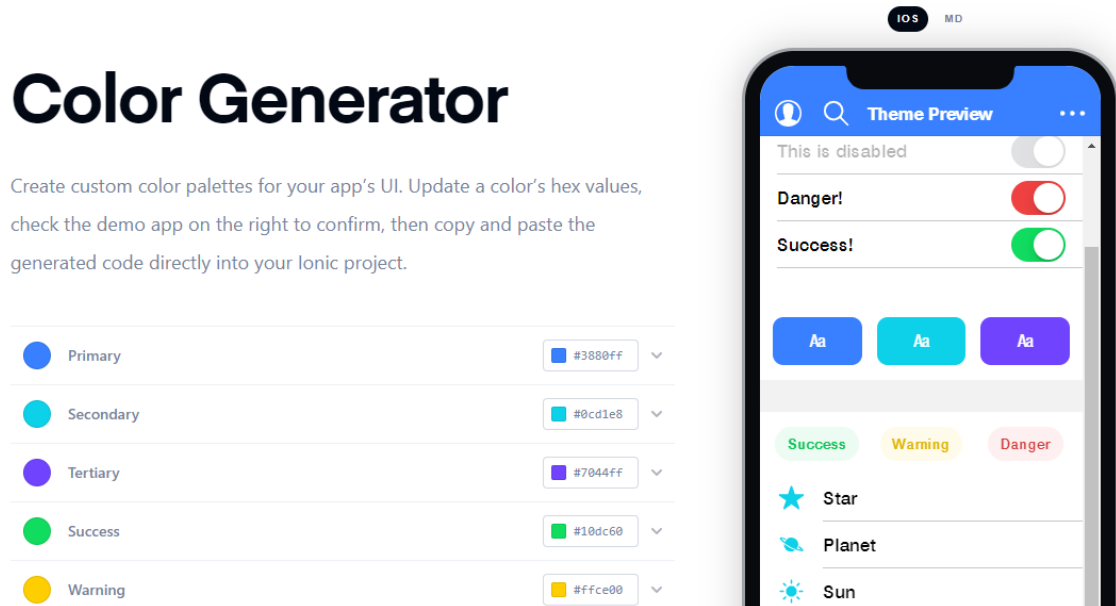 IOS MD
Color Generator
Create custom color palettes for your app's UI. Update a color's hex values,
check the demo app on the right to confirm, then copy and paste the
generated code directly into your Ionic project.
Primary #3880ff
Secondary #0cd1e8
Tertiary #7044ff
Success #10dc60
Warning #ffce00
Theme Preview
This is disabled
Danger!
Success!
Aa Aa Aa
Success Warning Danger
Star
Planet
Sun